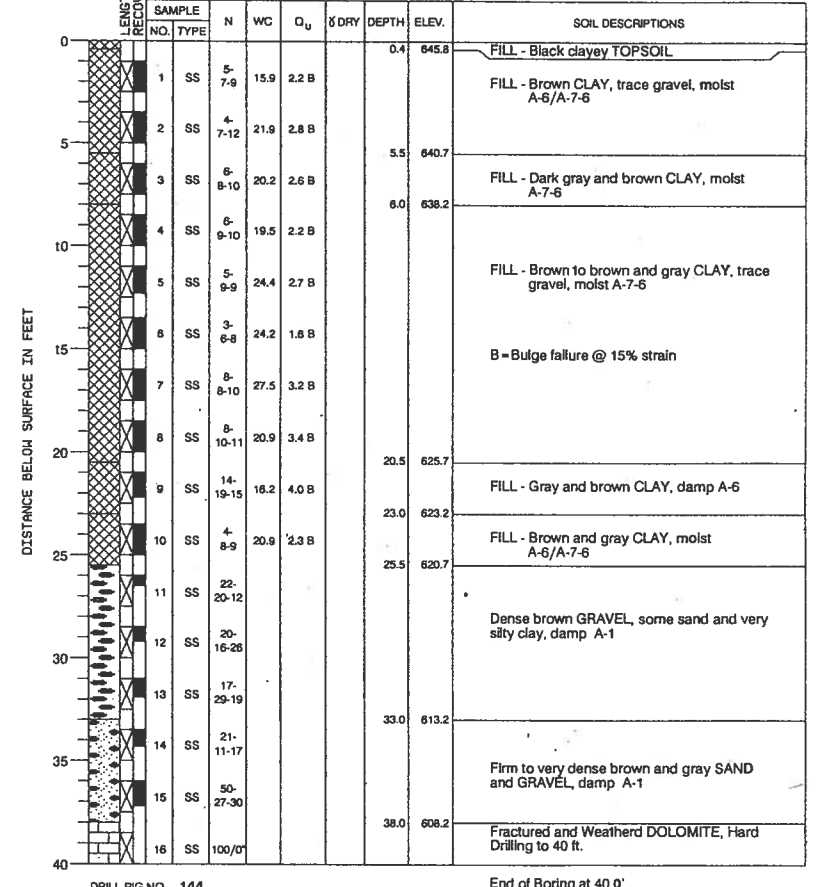 LENGT
RECOV
SAMPLE
NO. TYPE N WC Qu γ DRY DEPTH ELEV. SOIL DESCRIPTIONS
DISTANCE BELOW SURFACE IN FEET
0
0.4 645.8 FILL - Black clayey TOPSOIL
1 SS 5-
7-9 15.9 2.2 B
FILL - Brown CLAY, trace gravel, moist
A-6/A-7-6
2 SS 4-
7-12 21.9 2.8 B
5
5.5 640.7
3 SS 6-
8-10 20.2 2.6 B
FILL - Dark gray and brown CLAY, moist
A-7-6
6.0 638.2
4 SS 6-
9-10 19.5 2.2 B
10
5 SS 5-
9-9 24.4 2.7 B
FILL - Brown to brown and gray CLAY, trace
gravel, moist A-7-6
6 SS 3-
6-8 24.2 1.6 B
15
B=Bulge failure @ 15% strain
7 SS 8-
8-10 27.5 3.2 B
8 SS 8-
10-11 20.9 3.4 B
20
20.5 625.7
9 SS 14-
19-15 16.2 4.0 B
FILL - Gray and brown CLAY, damp A-6
23.0 623.2
10 SS 4-
8-9 20.9 2.3 B
FILL - Brown and gray CLAY, moist
A-6/A-7-6
25
25.5 620.7
11 SS 22-
20-12
Dense brown GRAVEL, some sand and very
silty clay, damp A-1
12 SS 20-
16-26
30
13 SS 17-
29-19
33.0 613.2
14 SS 21-
11-17
35
Firm to very dense brown and gray SAND
and GRAVEL, damp A-1
15 SS 50-
27-30
38.0 608.2
Fractured and Weatherd DOLOMITE, Hard
Drilling to 40 ft.
16 SS 100/0"
40
DRILL RIG NO. 144
End of Boring at 40.0'